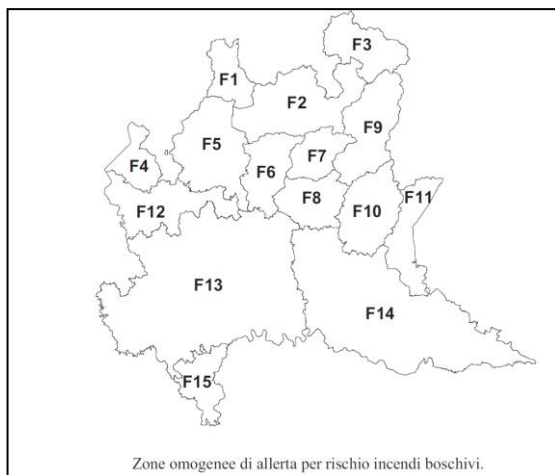 F3
F1
F2
F9
F5
F7
F4
F6
F8
F11
F10
F12
F13
F14
F15
Zone omogenee di allerta per rischio incendi boschivi.